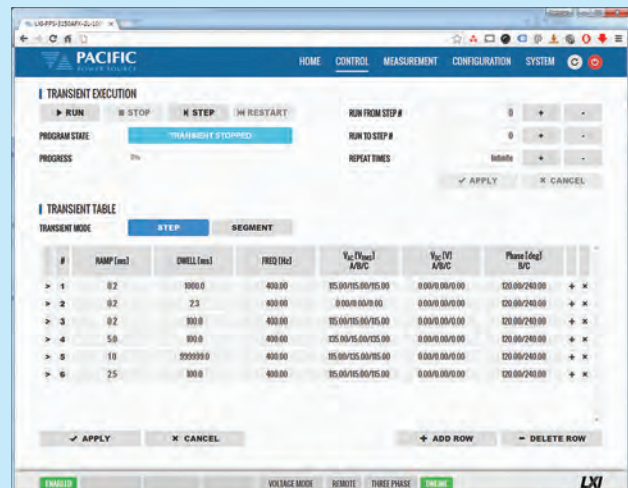 LXI-PPS-3150AFX-2L-
PACIFIC
POWER SOURCE
HOME CONTROL MEASUREMENT CONFIGURATION SYSTEM
TRANSIENT EXECUTION
RUN STOP STEP RESTART
RUN FROM STEP # 0 + -
PROGRAM STATE TRANSIENT STOPPED
RUN TO STEP # 0 + -
PROGRESS 0%
REPEAT TIMES Infinite + -
APPLY CANCEL
TRANSIENT TABLE
TRANSIENT MODE STEP SEGMENT
# RAMP [ms] DWELL [ms] FREQ [Hz] VAC [VRMS] A/B/C VDC [V] A/B/C Phase [deg] B/C
> 1 0.2 1000.0 400.00 115.00/115.00/115.00 0.00/0.00/0.00 120.00/240.00 + ×
> 2 0.2 2.3 400.00 0.00/0.00/0.00 0.00/0.00/0.00 120.00/240.00 + ×
> 3 0.2 100.0 400.00 115.00/115.00/115.00 0.00/0.00/0.00 120.00/240.00 + ×
> 4 5.0 100.0 400.00 135.00/115.00/135.00 0.00/0.00/0.00 120.00/240.00 + ×
> 5 1.0 999999.0 400.00 115.00/135.00/115.00 0.00/0.00/0.00 120.00/240.00 + ×
> 6 2.5 100.0 400.00 115.00/115.00/115.00 0.00/0.00/0.00 120.00/240.00 + ×
APPLY CANCEL + ADD ROW - DELETE ROW
ENABLED VOLTAGE MODE REMOTE THREE PHASE ONLINE LXI